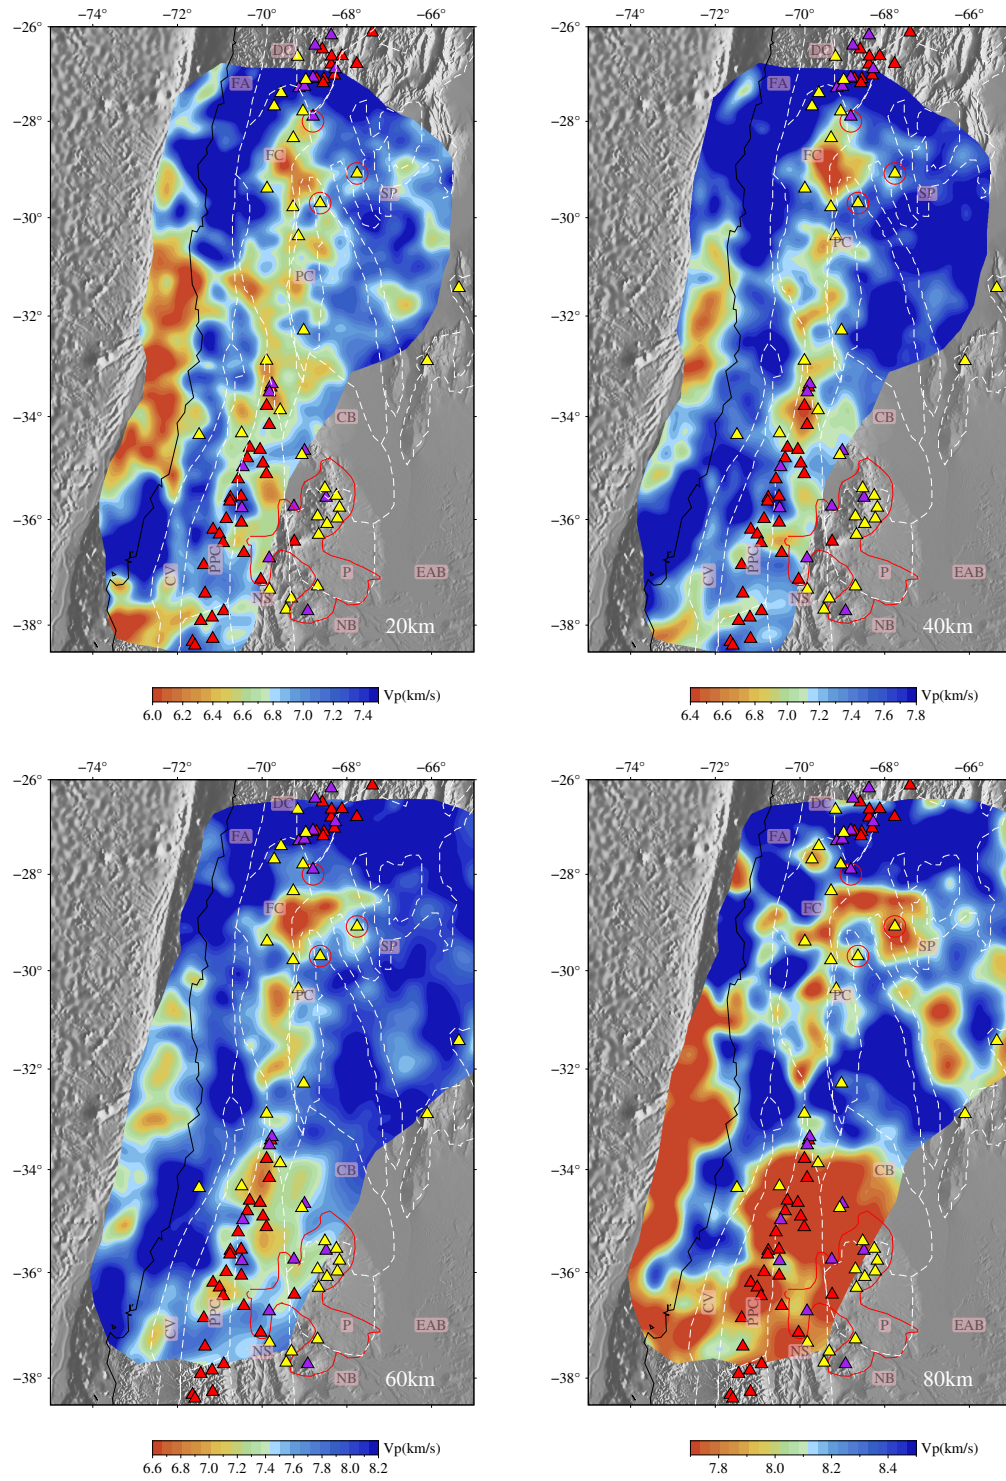 −74° −72° −70° −68° −66°
−26°
−28°
−30°
−32°
−34°
−36°
−38°
DC
FA
FC
SP
PC
CB
CV
PPC
NS
P
EAB
NB
20km
6.0 6.2 6.4 6.6 6.8 7.0 7.2 7.4
Vp(km/s)
−74° −72° −70° −68° −66°
−26°
−28°
−30°
−32°
−34°
−36°
−38°
DC
FA
FC
SP
PC
CB
CV
PPC
NS
P
EAB
NB
40km
6.4 6.6 6.8 7.0 7.2 7.4 7.6 7.8
Vp(km/s)
−74° −72° −70° −68° −66°
−26°
−28°
−30°
−32°
−34°
−36°
−38°
DC
FA
FC
SP
PC
CB
CV
PPC
NS
P
EAB
NB
60km
6.6 6.8 7.0 7.2 7.4 7.6 7.8 8.0 8.2
Vp(km/s)
−74° −72° −70° −68° −66°
−26°
−28°
−30°
−32°
−34°
−36°
−38°
DC
FA
FC
SP
PC
CB
CV
PPC
NS
P
EAB
NB
80km
7.8 8.0 8.2 8.4
Vp(km/s)